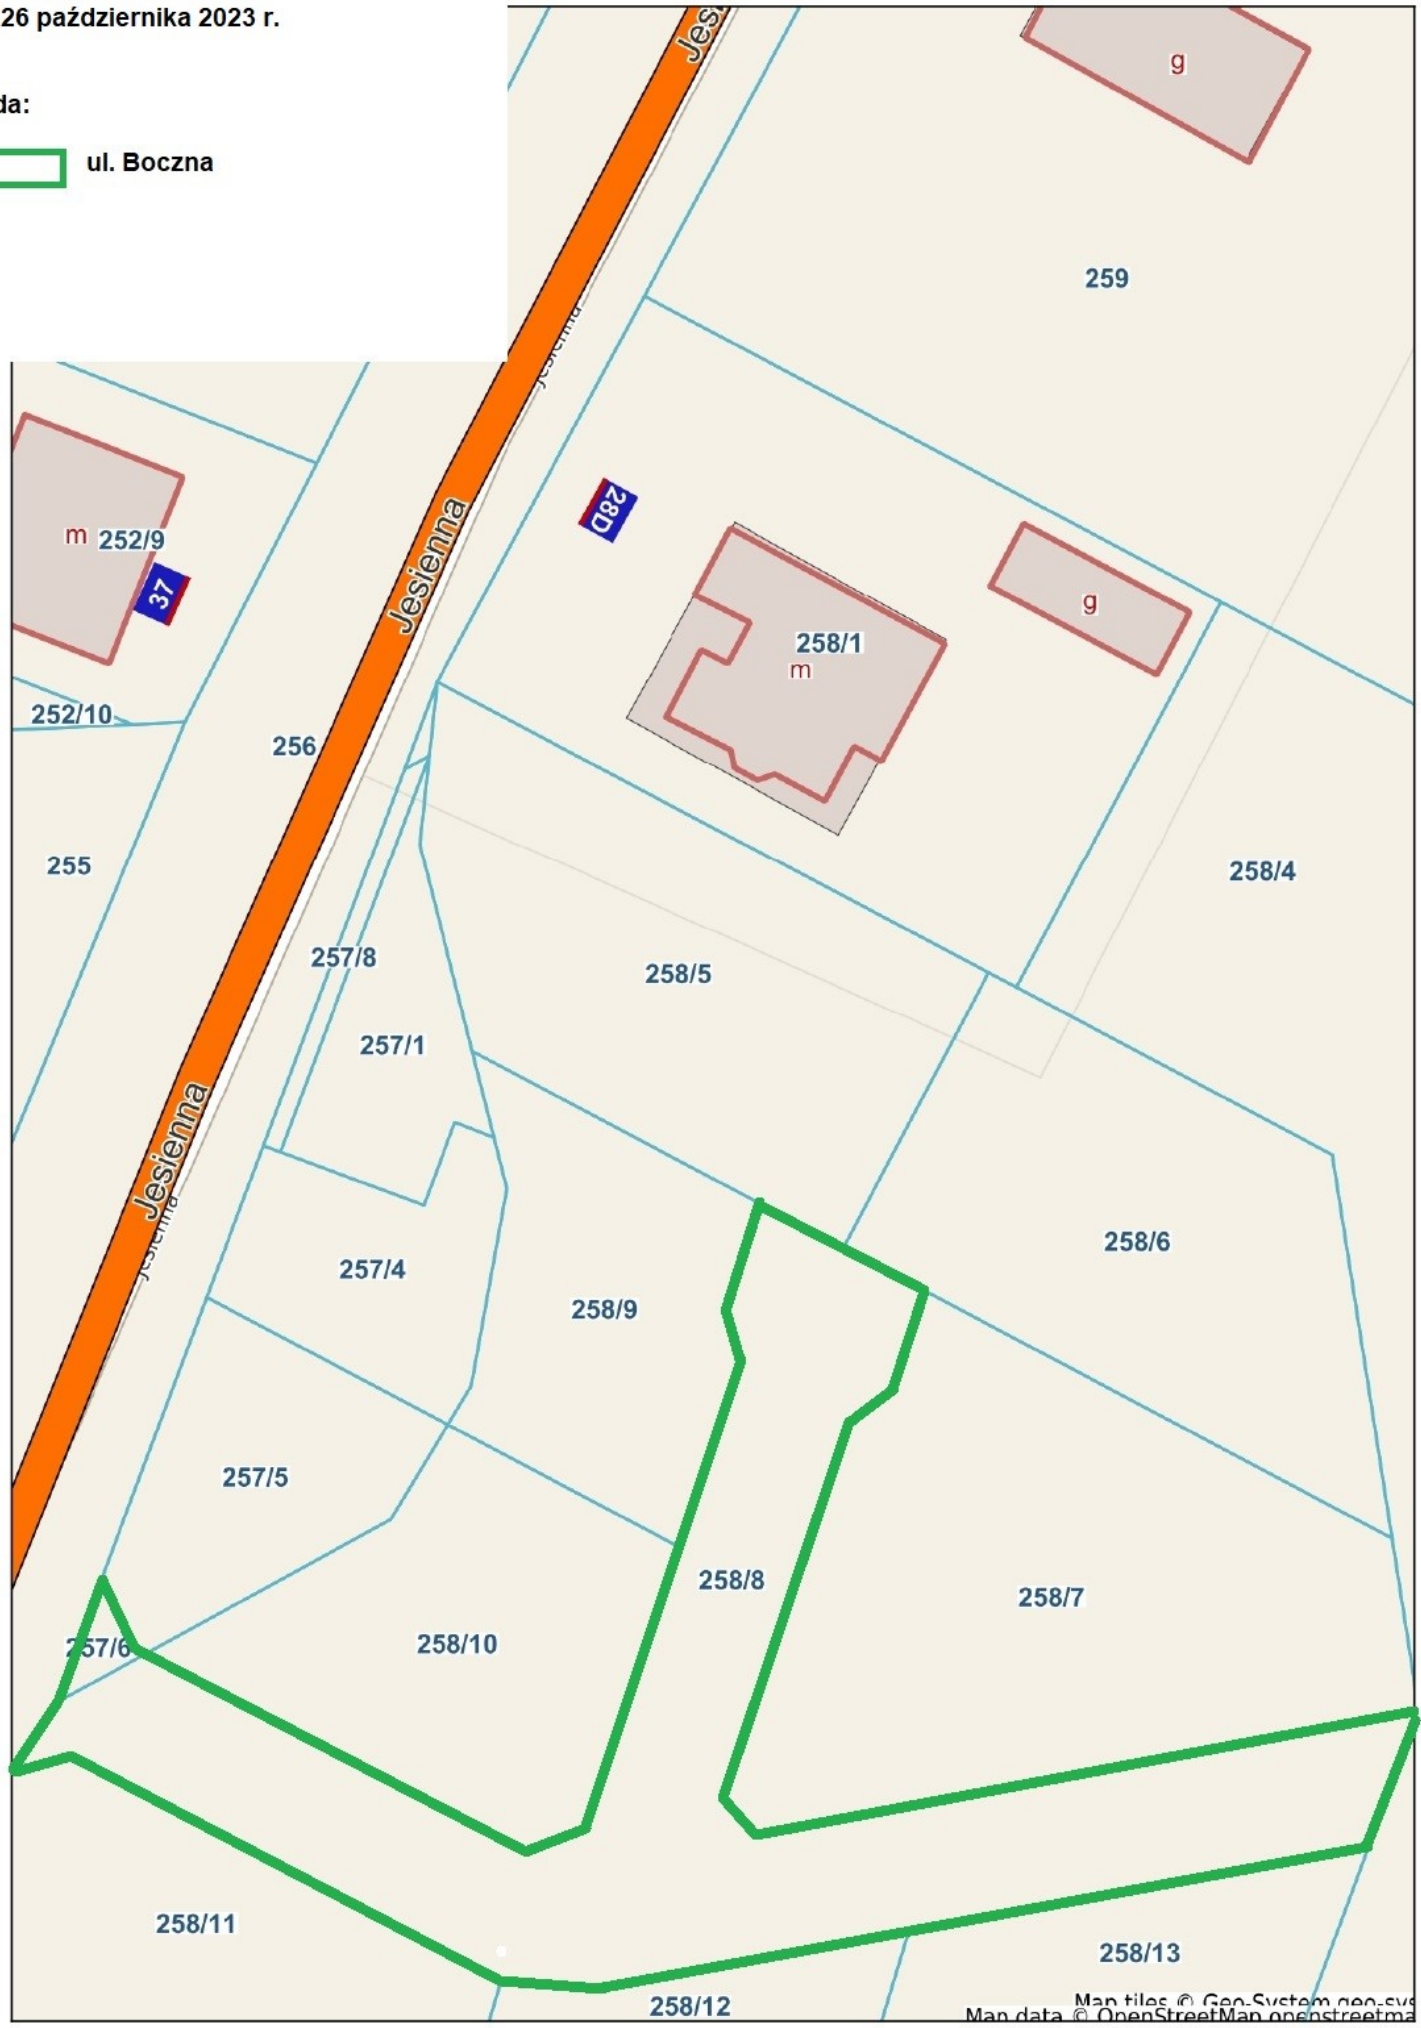 26 października 2023 r.
da:
ul. Boczna
Jes
g
259
Jesienna
28D
m 252/9
37
g
258/1
m
Jesienna
252/10
256
255
258/4
257/8
258/5
257/1
Jesienna
Jesienna
258/6
257/4
258/9
257/5
258/8
258/7
257/6
258/10
258/11
258/13
258/12
Map tiles © Geo-System geo-sys
Map data © OpenStreetMap openstreetma